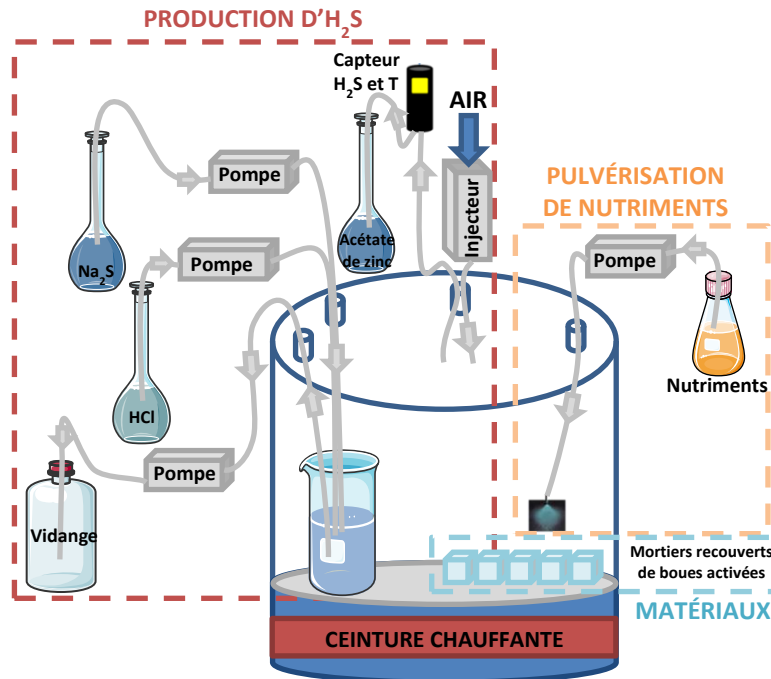 PRODUCTION D’H₂S
Capteur
H₂S et T
AIR
Pompe
Injecteur
PULVÉRISATION
DE NUTRIMENTS
Na₂S
Pompe
Acétate
de zinc
Pompe
HCl
Nutriments
Pompe
Vidange
Mortiers recouverts
de boues activées
MATÉRIAUX
CEINTURE CHAUFFANTE